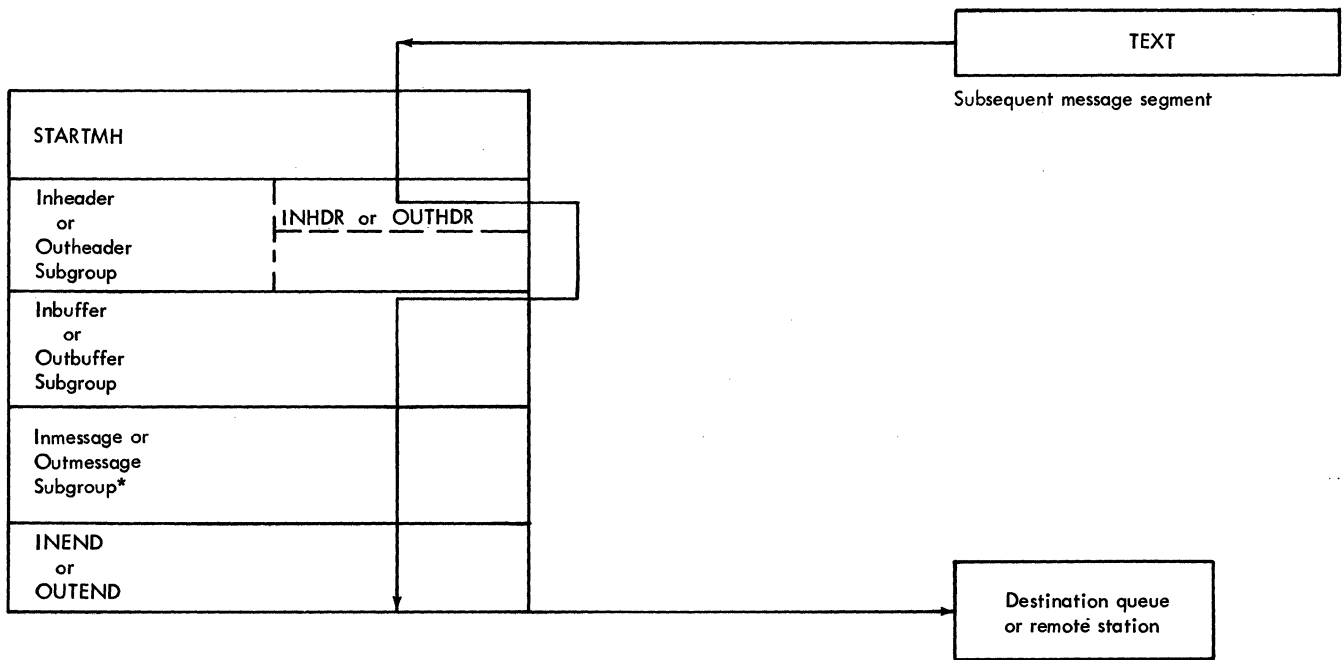 TEXT
Subsequent message segment
STARTMH
Inheader
or
Outheader
Subgroup
INHDR or OUTHDR
Inbuffer
or
Outbuffer
Subgroup
Inmessage or
Outmessage
Subgroup*
INEND
or
OUTEND
Destination queue
or remote station